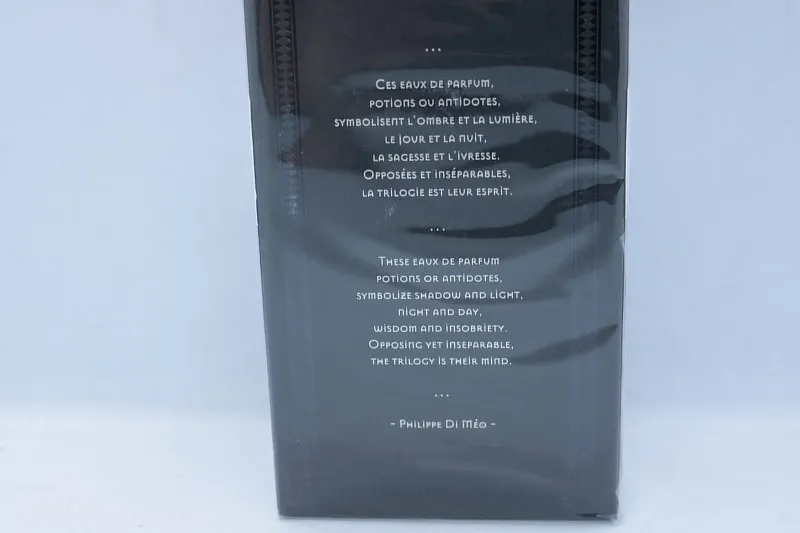 ...
Ces eaux de parfum,
potions ou antidotes,
symbolisent l'ombre et la lumière,
le jour et la nuit,
la sagesse et l'ivresse.
Opposées et inséparables,
la trilogie est leur esprit.
...
These eaux de parfum
potions or antidotes,
symbolize shadow and light,
night and day,
wisdom and insobriety.
Opposing yet inseparable,
the trilogy is their mind.
...
- Philippe Di Méo -